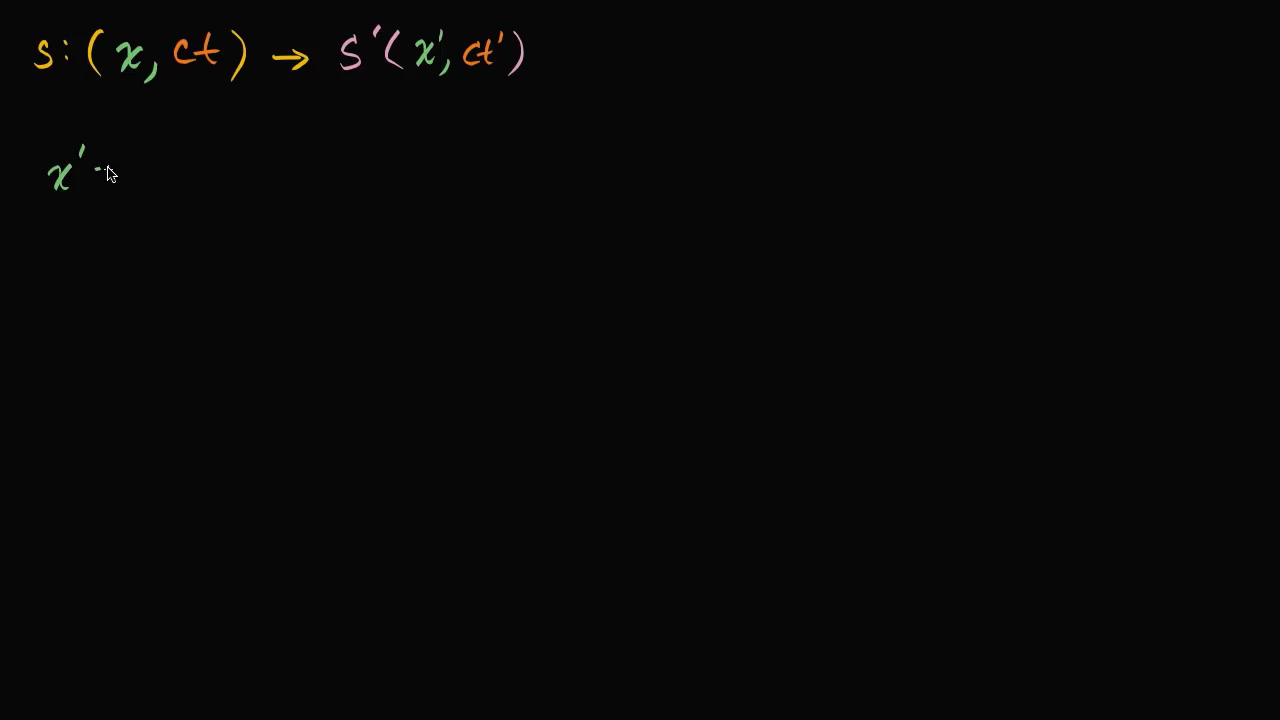 S:(x, ct) → S'(x', ct')
x' -